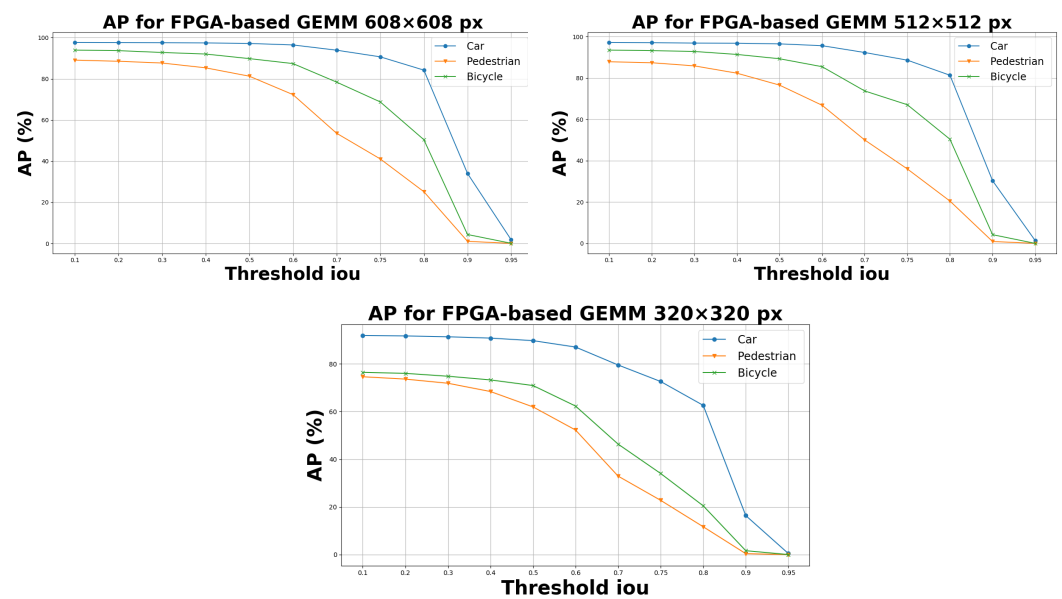 AP for FPGA-based GEMM 608×608 px
100
80
60
40
20
0
AP (%)
Car
Pedestrian
Bicycle
0.1 0.2 0.3 0.4 0.5 0.6 0.7 0.75 0.8 0.9 0.95
Threshold iou
AP for FPGA-based GEMM 512×512 px
100
80
60
40
20
0
AP (%)
Car
Pedestrian
Bicycle
0.1 0.2 0.3 0.4 0.5 0.6 0.7 0.75 0.8 0.9 0.95
Threshold iou
AP for FPGA-based GEMM 320×320 px
80
60
40
20
0
AP (%)
Car
Pedestrian
Bicycle
0.1 0.2 0.3 0.4 0.5 0.6 0.7 0.75 0.8 0.9 0.95
Threshold iou